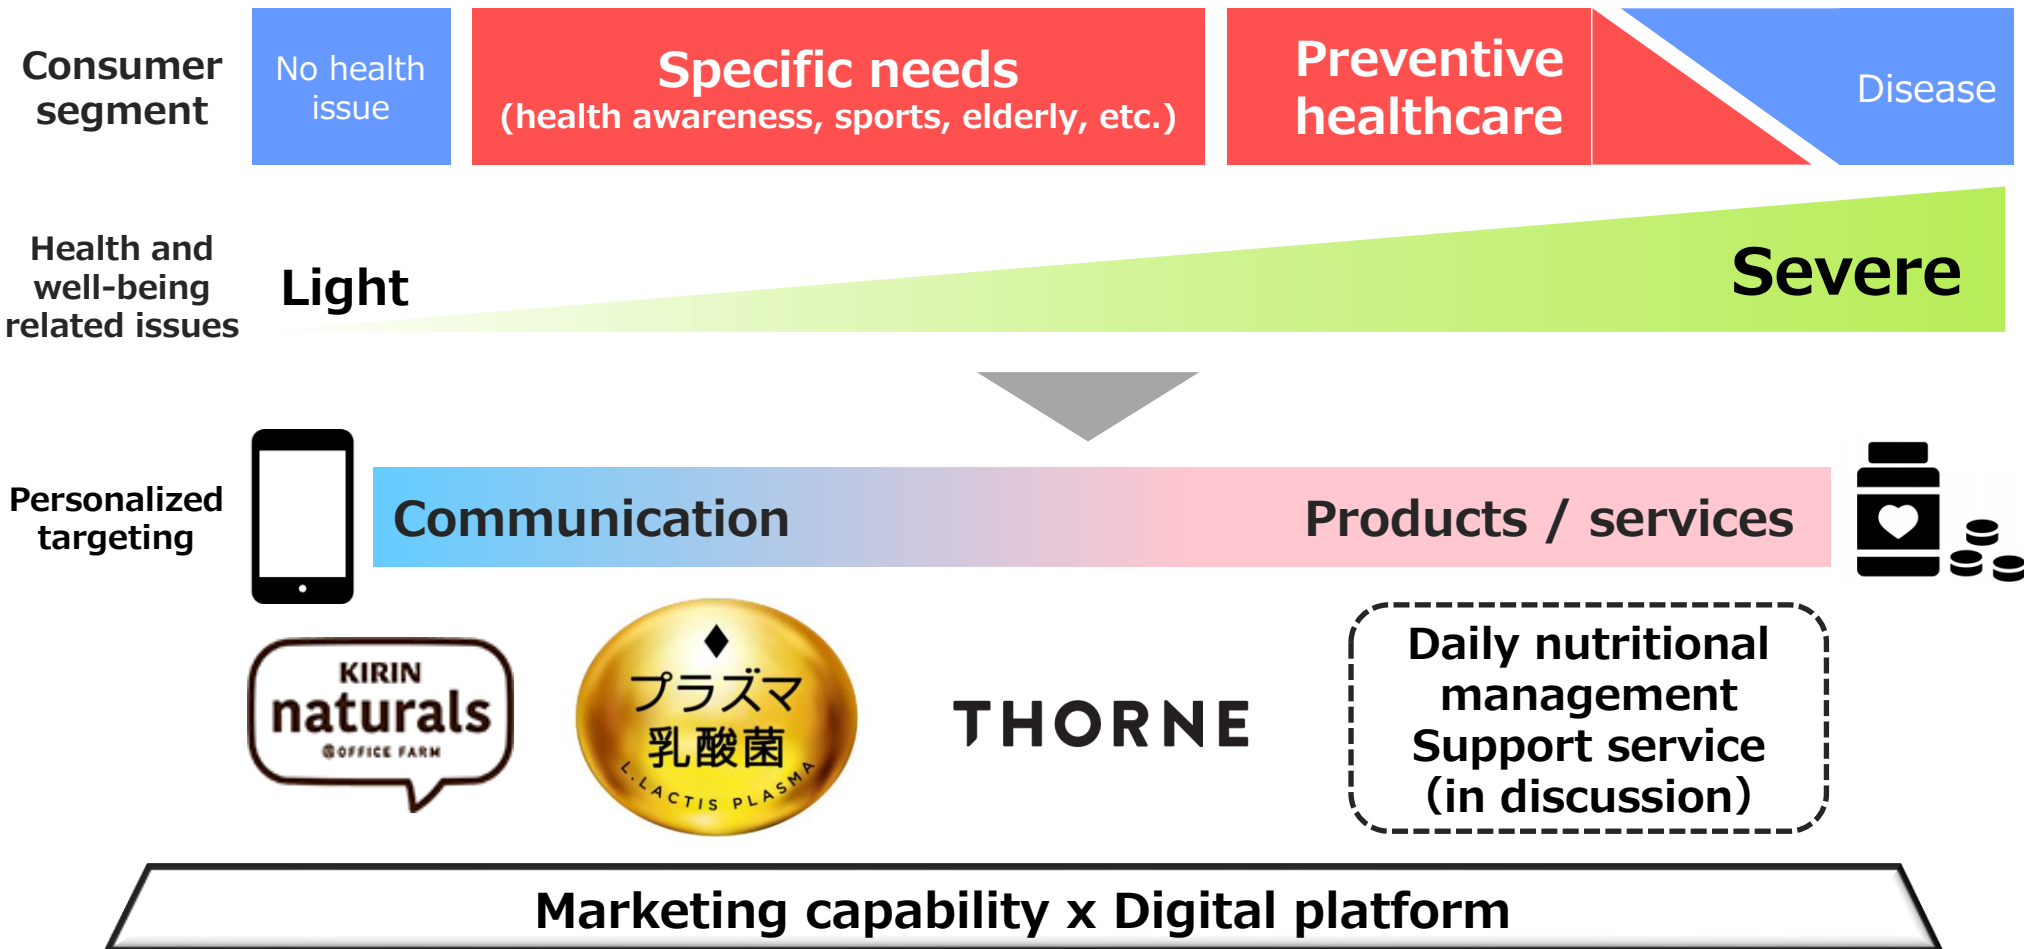 Consumer
segment
No health
issue
Specific needs
(health awareness, sports, elderly, etc.)
Preventive
healthcare
Disease
Health and
well-being
related issues
Light
Severe
Personalized
targeting
Communication
Products / services
KIRIN
naturals
@OFFICE FARM
プラズマ
乳酸菌
L.LACTIS PLASMA
THORNE
Daily nutritional
management
Support service
（in discussion）
Marketing capability x Digital platform